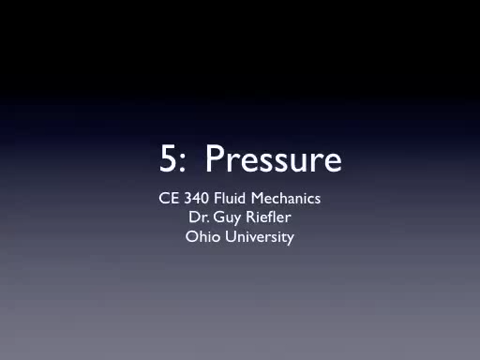 5: Pressure
CE 340 Fluid Mechanics
Dr. Guy Riefler
Ohio University